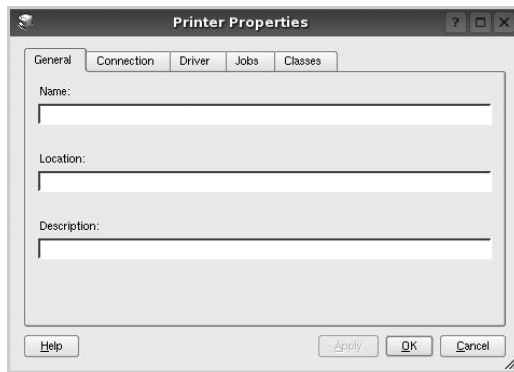 Printer Properties
General Connection Driver Jobs Classes
Name:
Location:
Description:
Help Apply OK Cancel